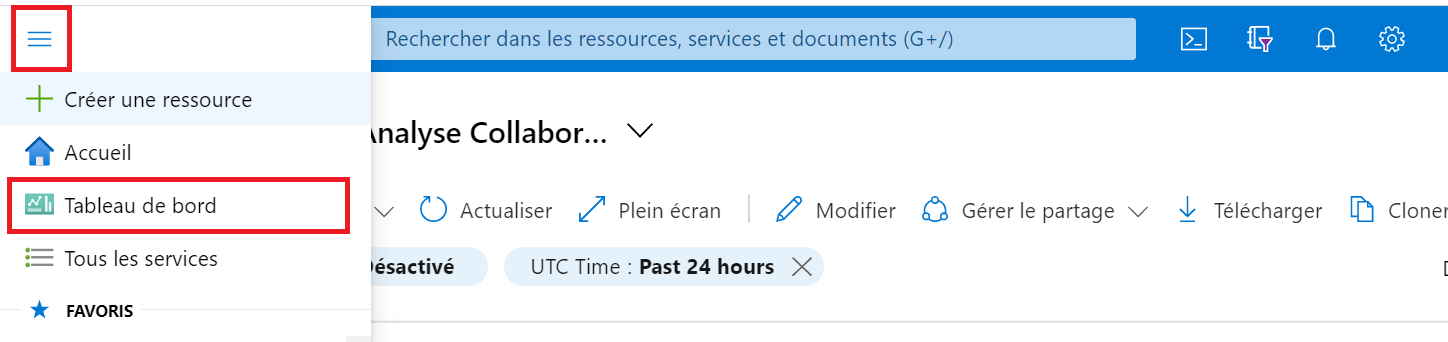 Rechercher dans les ressources, services et documents (G+/)
Créer une ressource
Accueil
Analyse Collabor...
Tableau de bord
Actualiser Plein écran Modifier Gérer le partage Télécharger Cloner
Tous les services
Désactivé UTC Time : Past 24 hours
FAVORIS